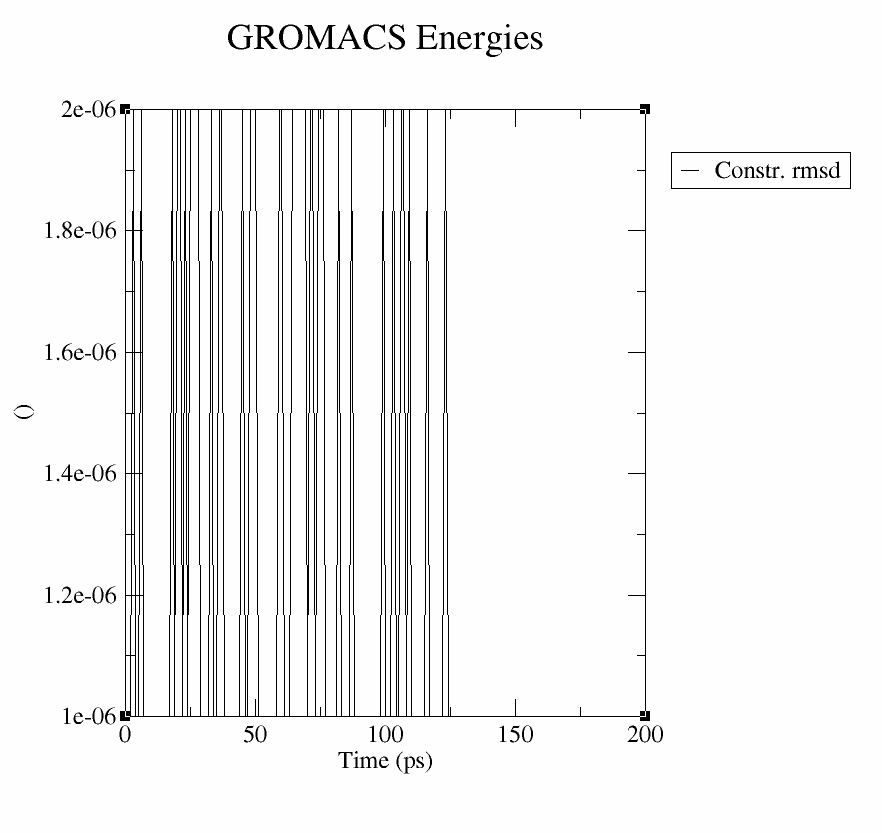 GROMACS Energies
2e-06
1.8e-06
1.6e-06
1.4e-06
1.2e-06
1e-06
()
0 50 100 150 200
Time (ps)
Constr. rmsd